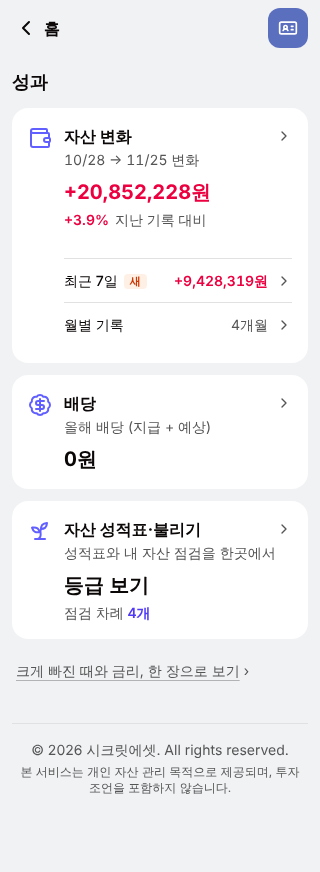 홈
성과
자산 변화
10/28 → 11/25 변화
+20,852,228원
+3.9% 지난 기록 대비
최근 7일 새 +9,428,319원
월별 기록 4개월
배당
올해 배당 (지급 + 예상)
0원
자산 성적표·불리기
성적표와 내 자산 점검을 한곳에서
등급 보기
점검 차례 4개
크게 빠진 때와 금리, 한 장으로 보기 ›
© 2026 시크릿에셋. All rights reserved.
본 서비스는 개인 자산 관리 목적으로 제공되며, 투자
조언을 포함하지 않습니다.